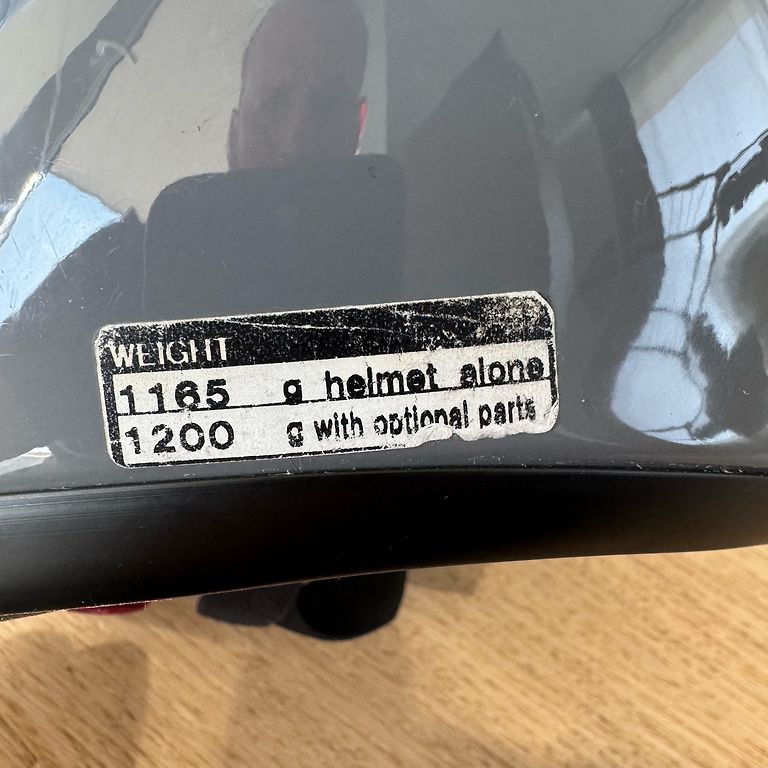 WEIGHT
1165 g helmet alone
1200 g with optional parts